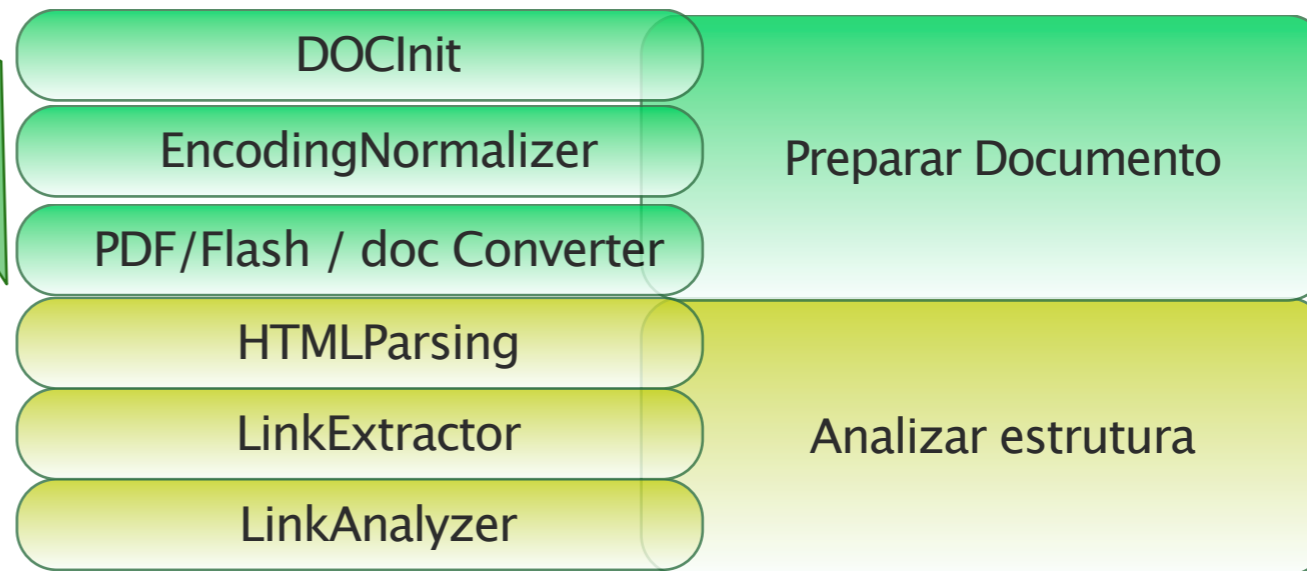 DOCInit
EncodingNormalizer
PDF/Flash / doc Converter
Preparar Documento
HTMLParsing
LinkExtractor
LinkAnalyzer
Analizar estrutura